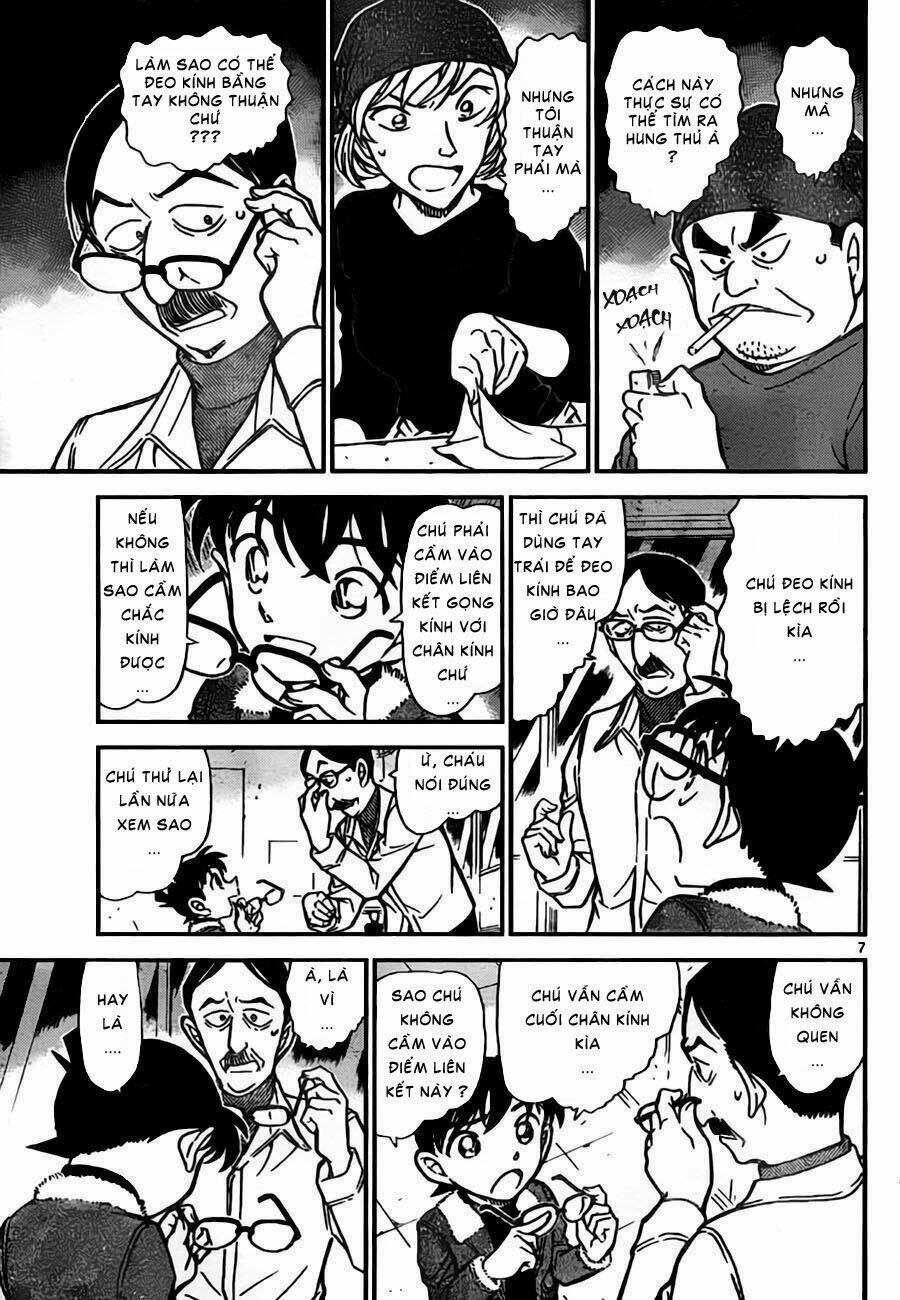 NHƯNG
MÀ
...
CÁCH NÀY
THỰC SỰ CÓ
THỂ TÌM RA
HUNG THỦ À
?
XOẠCH
XOẠCH
NHƯNG
TÔI
THUẬN
TAY
PHẢI MÀ
...
LÀM SAO CÓ THỂ
ĐEO KÍNH BẰNG
TAY KHÔNG THUẬN
CHỨ
???
CHÚ ĐEO KÍNH
BỊ LỆCH RỒI
KÌA
...
THÌ CHÚ ĐÃ
DÙNG TAY
TRÁI ĐỂ ĐEO
KÍNH BAO
GIỜ ĐÂU
...
CHÚ PHẢI
CẦM VÀO
ĐIỂM LIÊN
KẾT GỌNG
KÍNH VỚI
CHÂN KÍNH
CHỨ
...
NẾU
KHÔNG
THÌ LÀM
SAO CẦM
CHẮC
KÍNH
ĐƯỢC
...
Ừ, CHÁU
NÓI ĐÚNG
...
CHÚ THỬ LẠI
LẦN NỮA
XEM SAO
...
7
CHÚ VẪN
KHÔNG
QUEN
...
CHÚ VẪN CẦM
CUỐI CHÂN KÍNH
KÌA
...
SAO CHÚ
KHÔNG
CẦM VÀO
ĐIỂM LIÊN
KẾT NÀY ?
À, LÀ
VÌ
...
HAY
LÀ
....